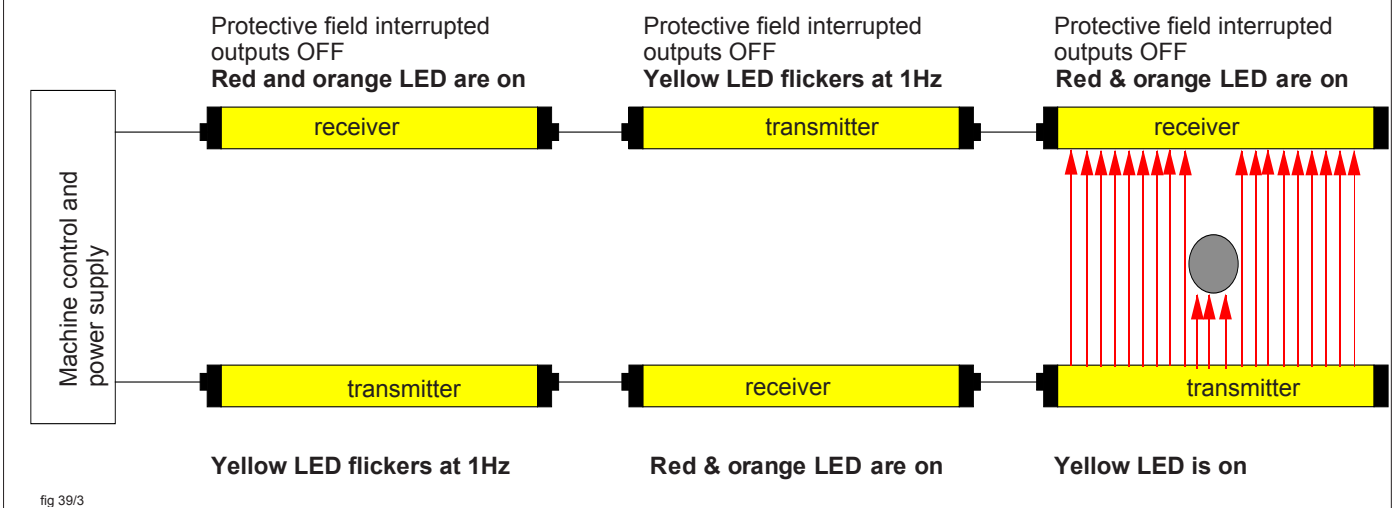 Protective field interrupted
outputs OFF
Red and orange LED are on
Protective field interrupted
outputs OFF
Yellow LED flickers at 1Hz
Protective field interrupted
outputs OFF
Red & orange LED are on
Machine control and
power supply
receiver
transmitter
receiver
transmitter
receiver
transmitter
Yellow LED flickers at 1Hz
Red & orange LED are on
Yellow LED is on
fig 39/3